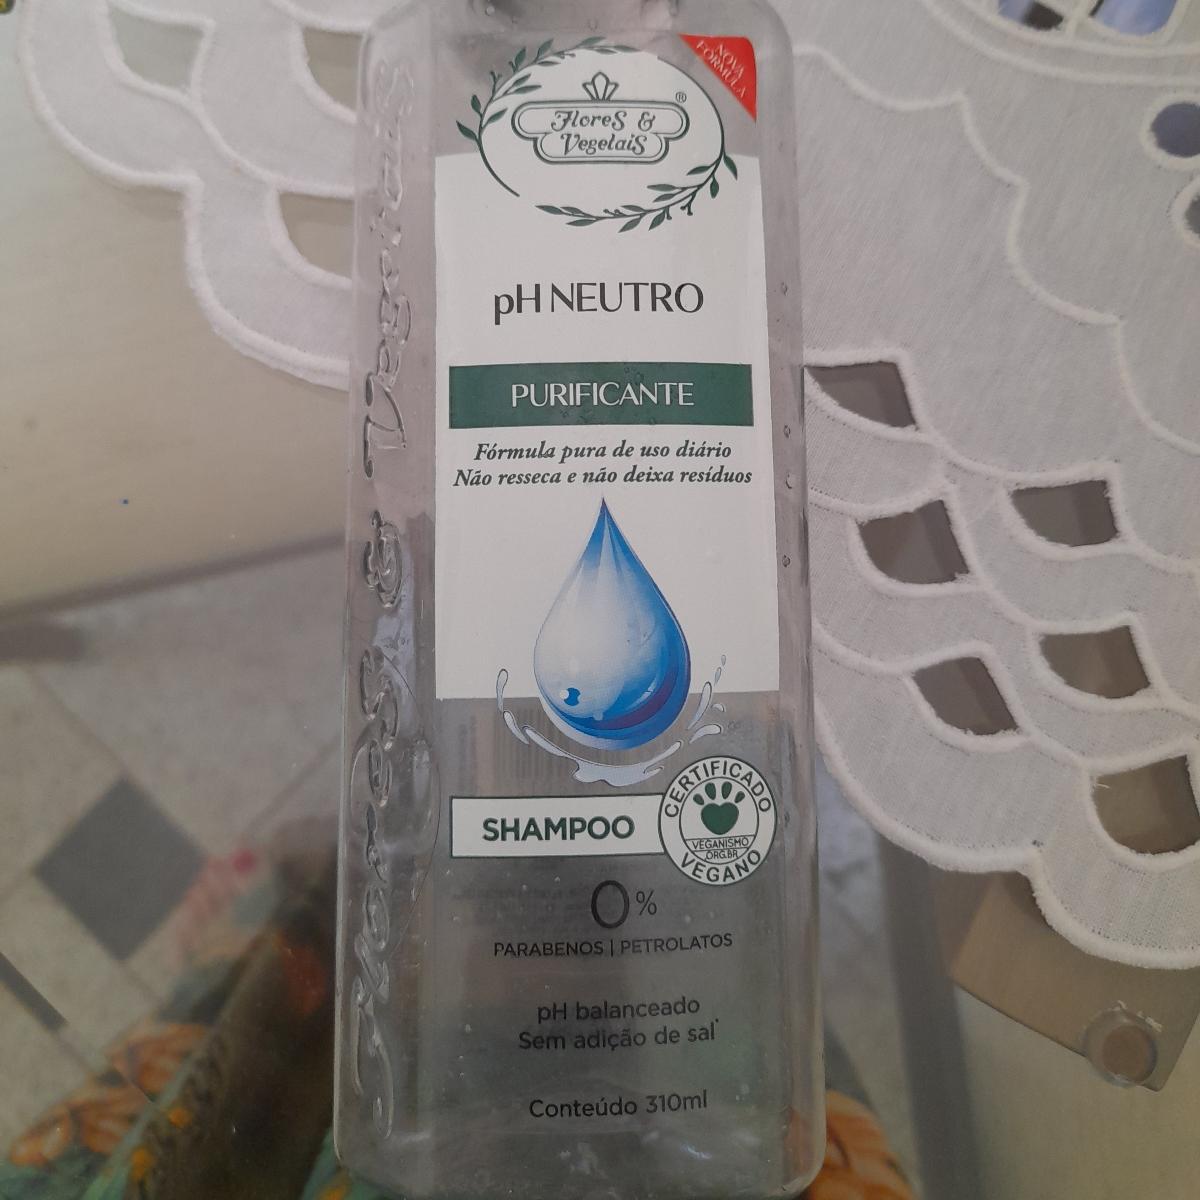 NOVA
FÓRMULA
FloreS &
VegetaiS
®
pH NEUTRO
PURIFICANTE
Fórmula pura de uso diário
Não resseca e não deixa resíduos
SHAMPOO
CERTIFICADO
VEGANISMO
.ORG.BR
VEGANO
0%
PARABENOS | PETROLATOS
pH balanceado
Sem adição de sal
Conteúdo 310ml
FloreS & VegetaiS